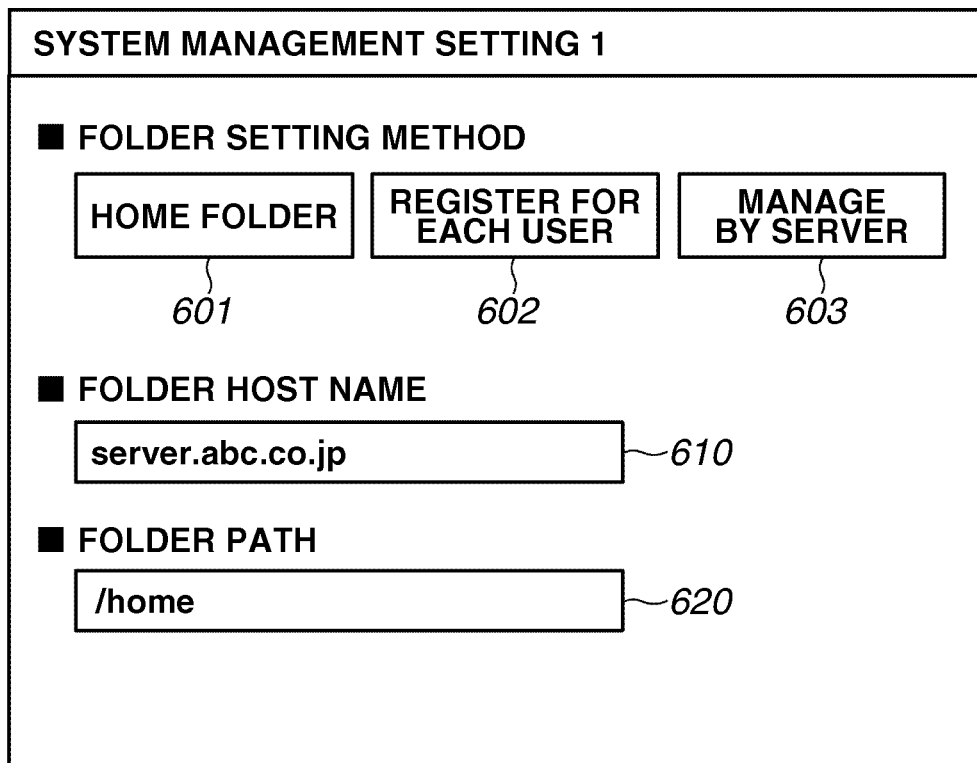 SYSTEM MANAGEMENT SETTING 1
■ FOLDER SETTING METHOD
HOME FOLDER
REGISTER FOR
EACH USER
MANAGE
BY SERVER
601
602
603
■ FOLDER HOST NAME
server.abc.co.jp
610
■ FOLDER PATH
/home
620